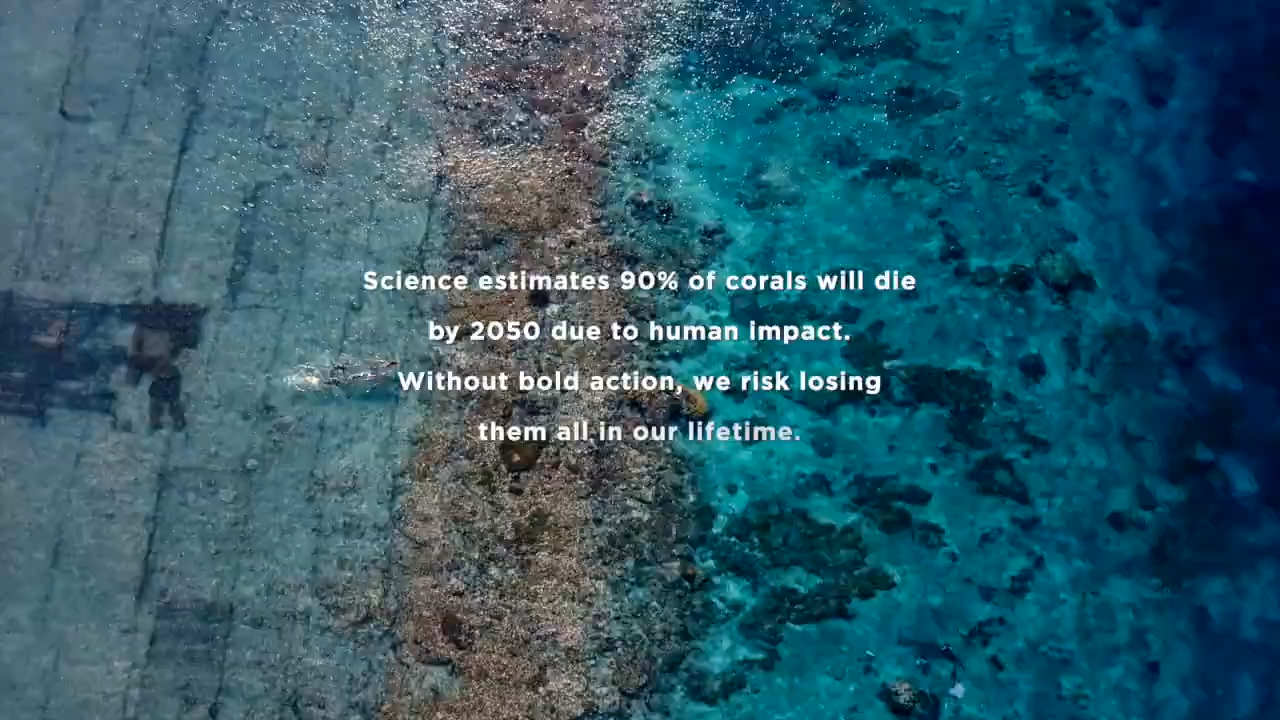 Science estimates 90% of corals will die
by 2050 due to human impact.
Without bold action, we risk losing
them all in our lifetime.